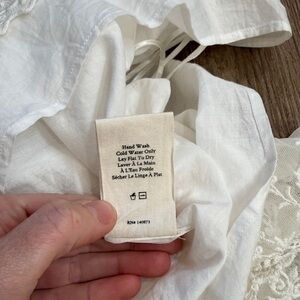 Hand Wash
Cold Water Only
Lay Flat To Dry
Laver À La Main
À L'Eau Froide
Sécher Le Linge À Plat
RN# 140873